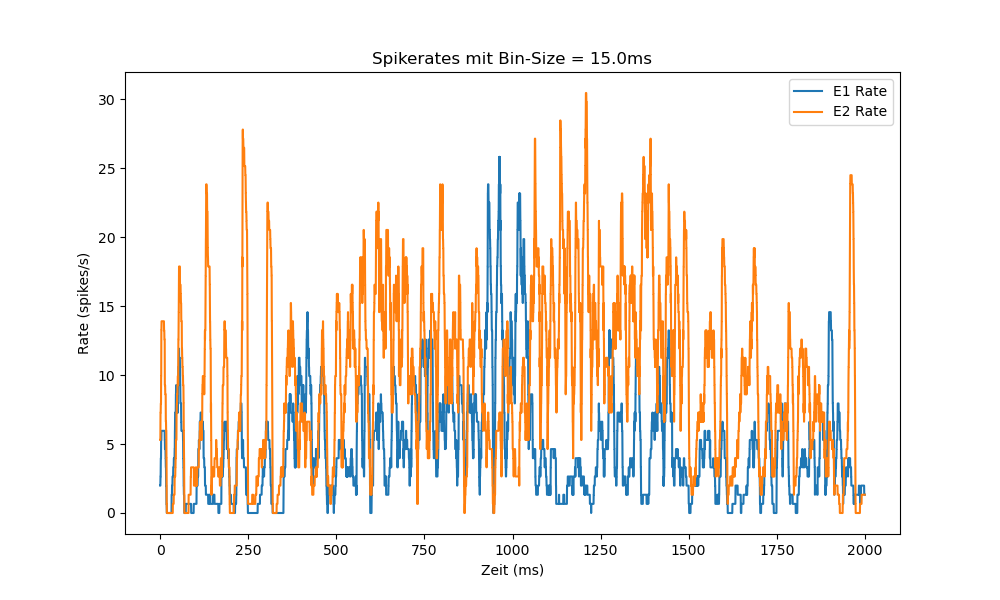 Spikerates mit Bin-Size = 15.0ms
E1 Rate
E2 Rate
30
25
20
15
10
5
0
Rate (spikes/s)
0 250 500 750 1000 1250 1500 1750 2000
Zeit (ms)